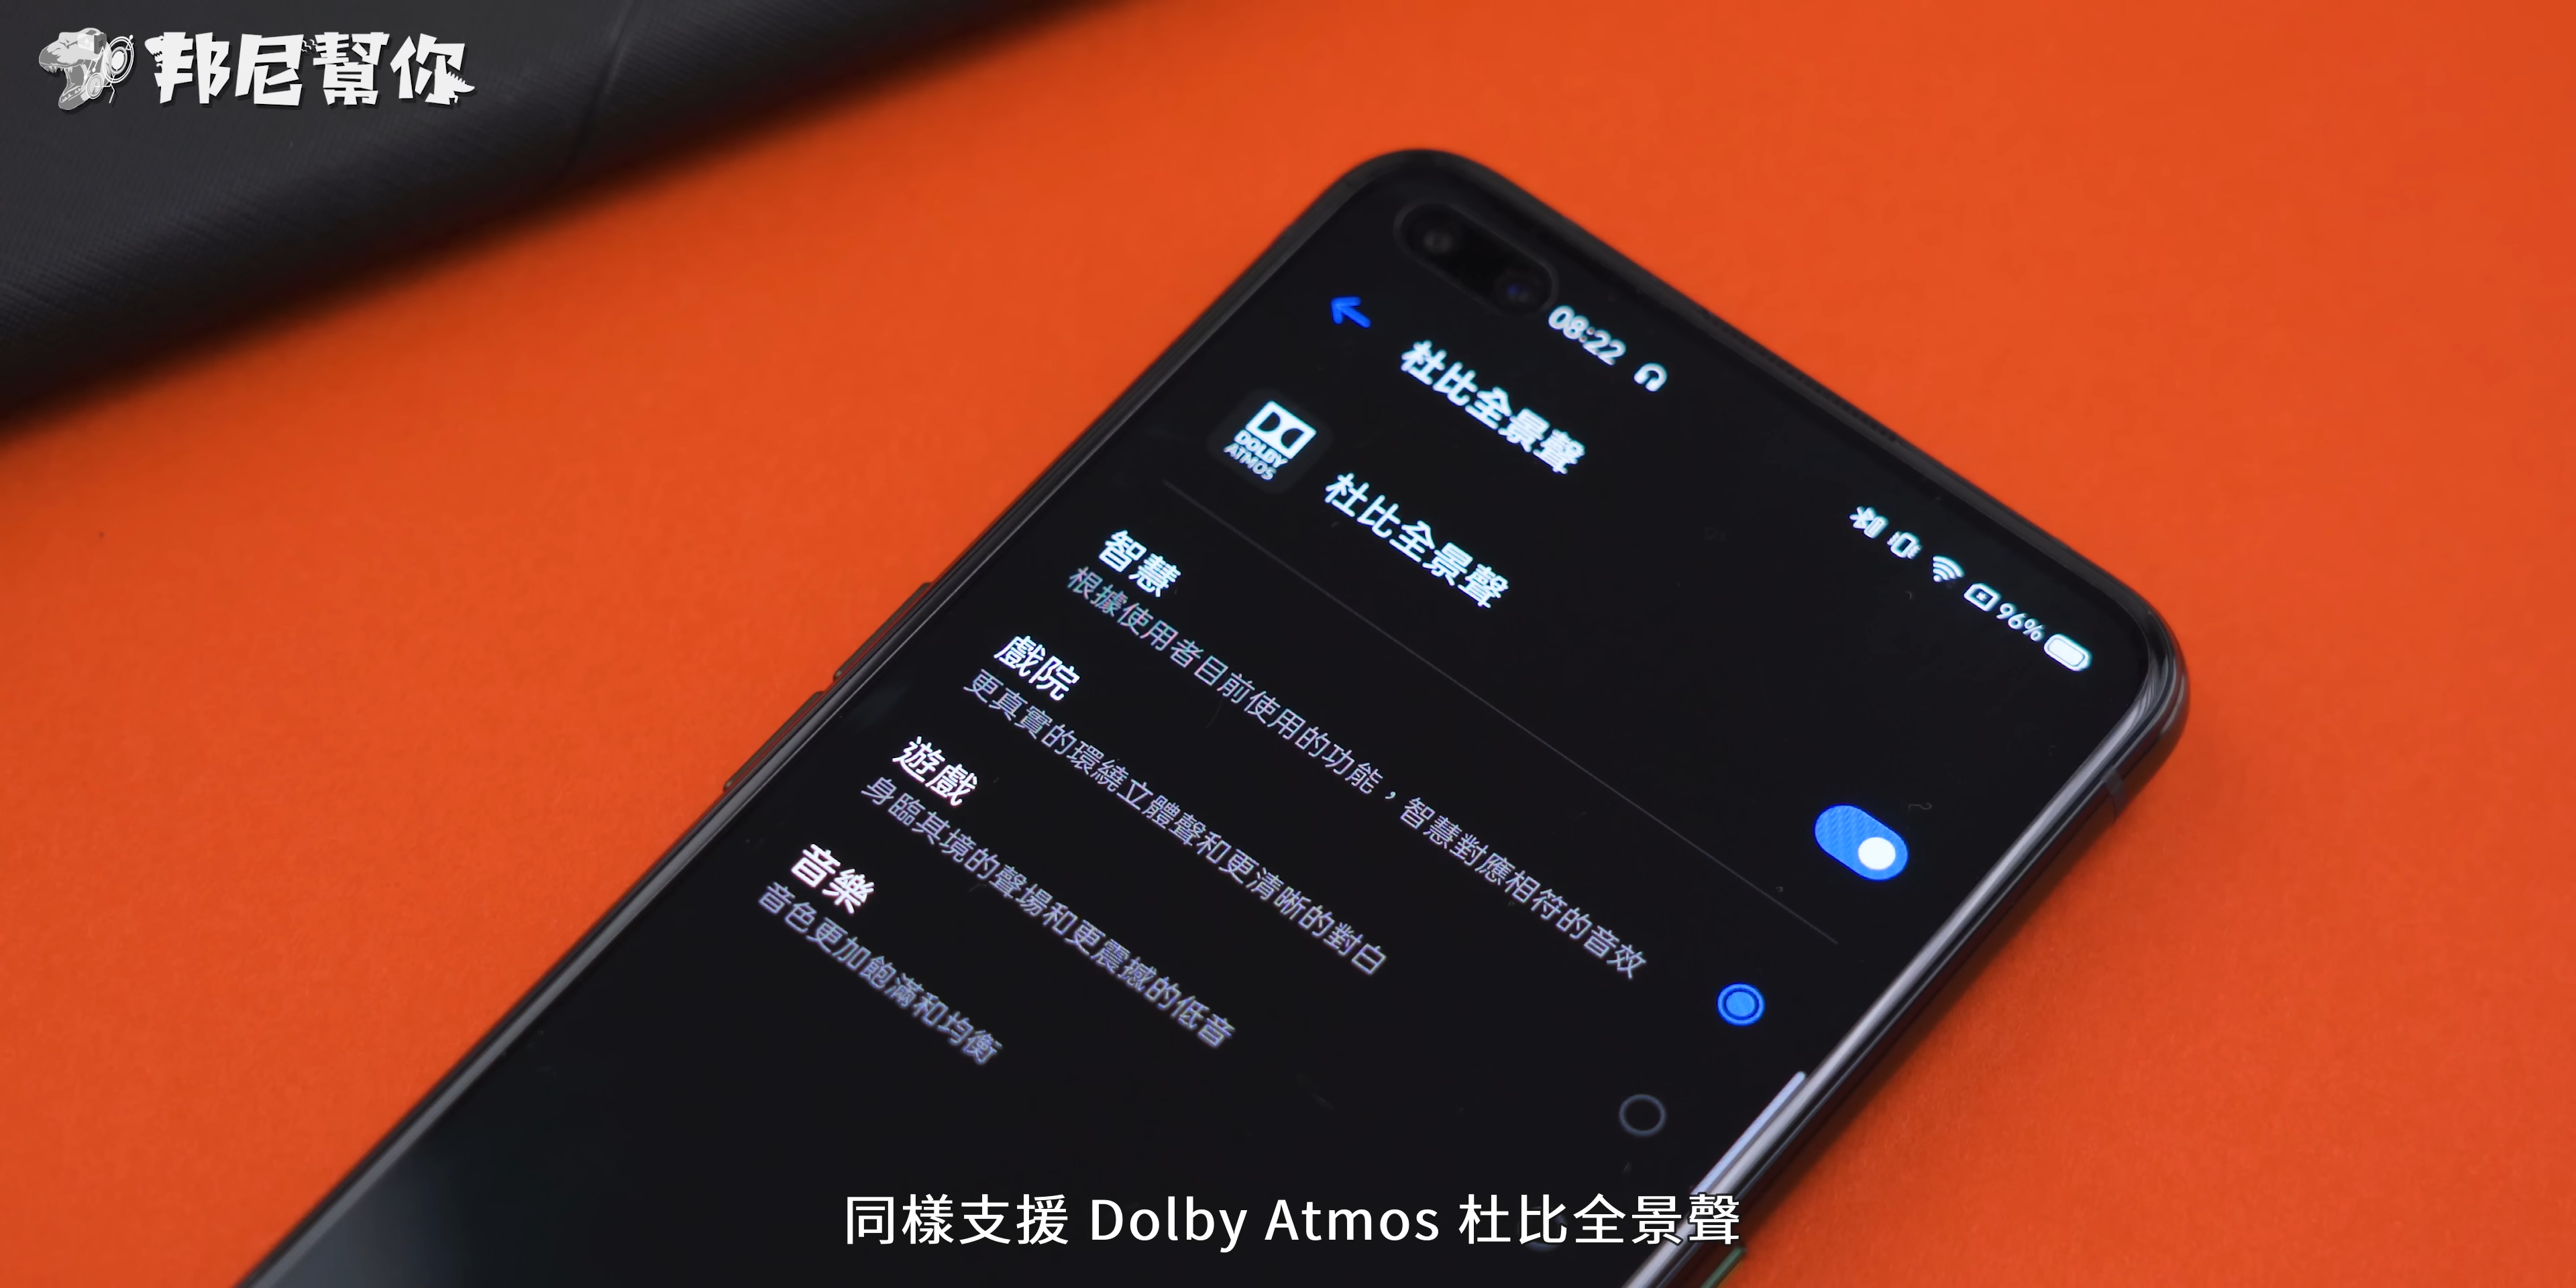 邦尼幫你
08:22
96%
杜比全景聲
DOLBY
ATMOS
杜比全景聲
智慧
根據使用者目前使用的功能，智慧對應相符的音效
戲院
更真實的環繞立體聲和更清晰的對白
遊戲
身臨其境的聲場和更震撼的低音
音樂
音色更加飽滿和均衡
同樣支援 Dolby Atmos 杜比全景聲